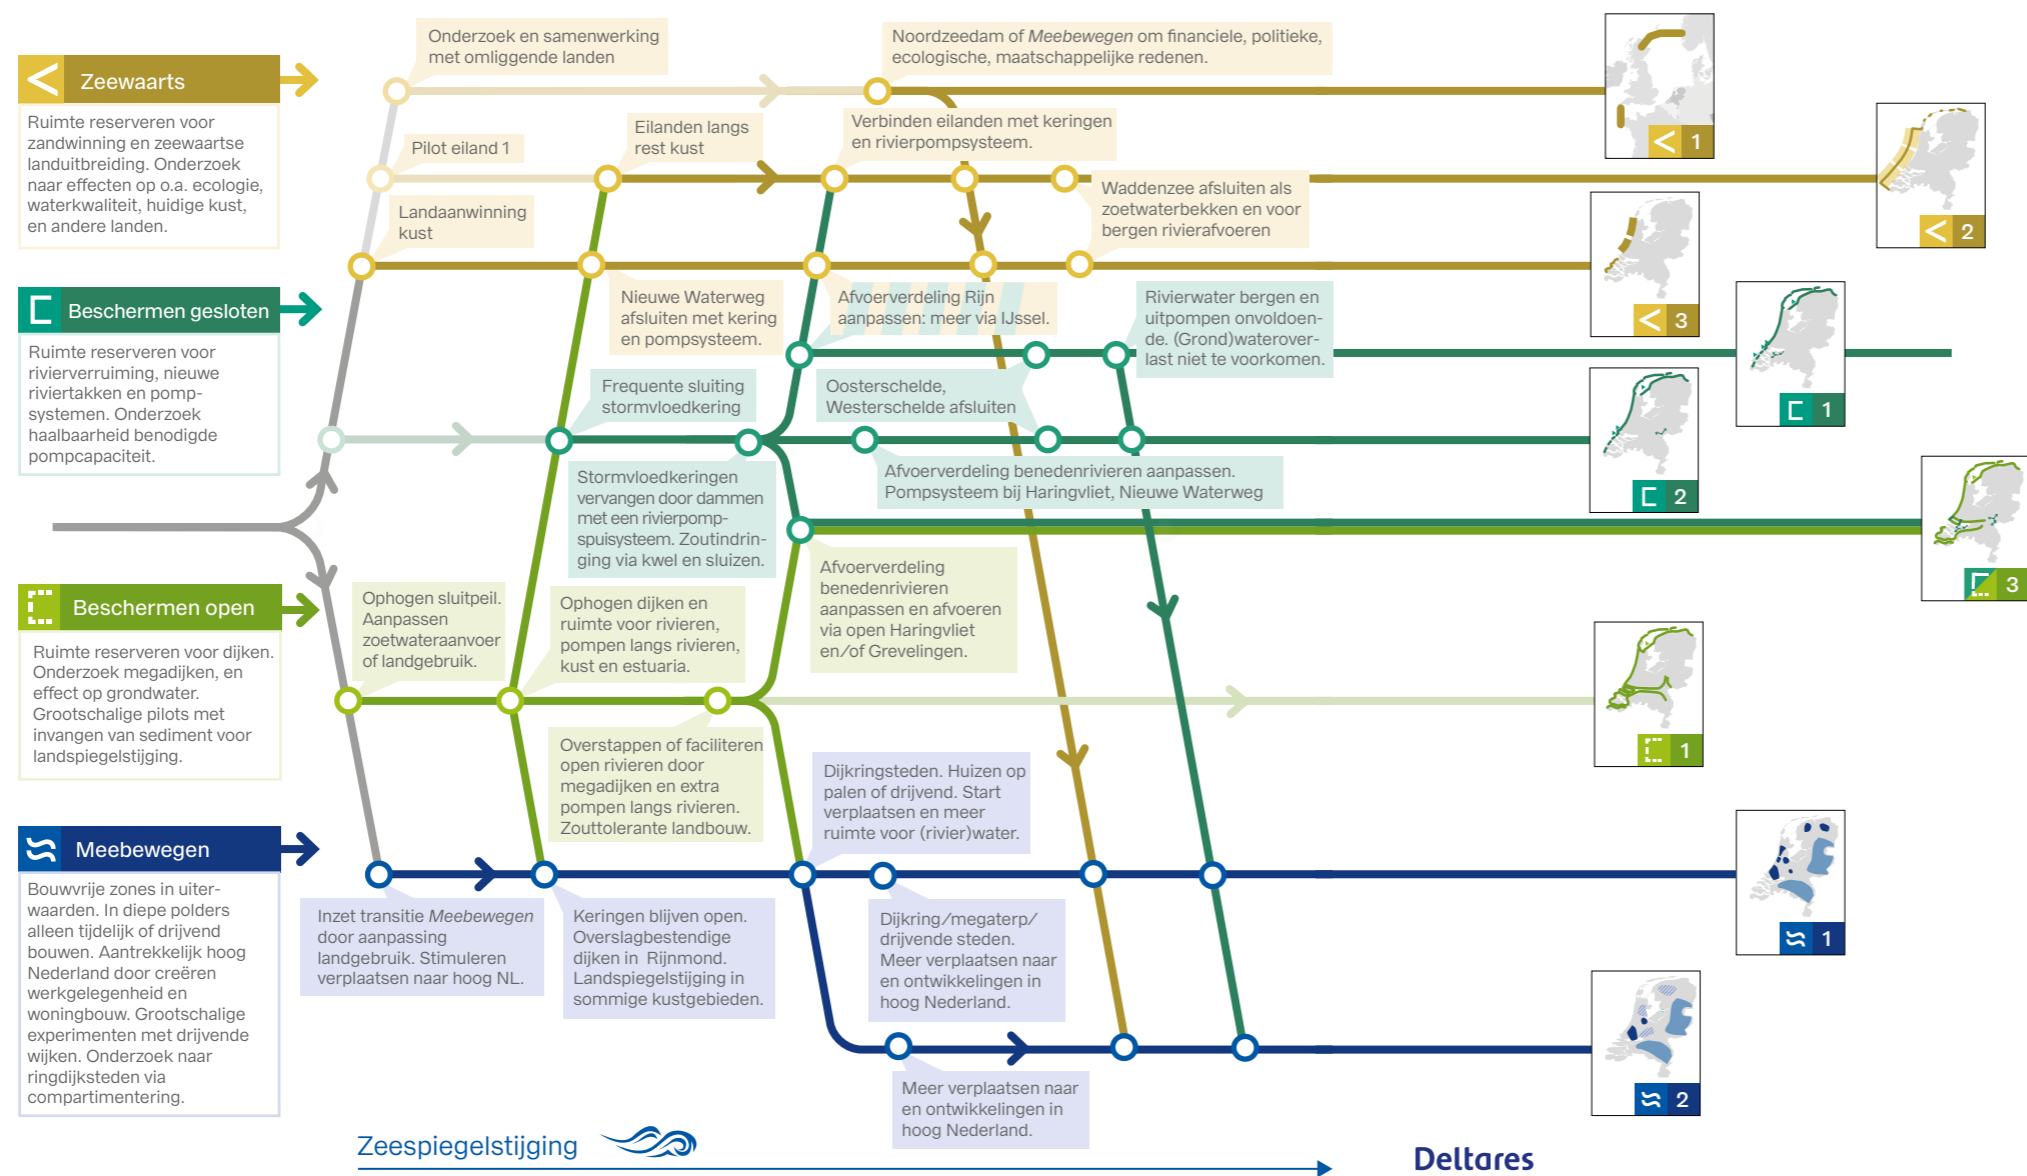 Zeewaarts
Ruimte reserveren voor
zandwinning en zeewaartse
landuitbreiding. Onderzoek
naar effecten op o.a. ecologie,
waterkwaliteit, huidige kust,
en andere landen.
Beschermen gesloten
Ruimte reserveren voor
rivierverruiming, nieuwe
riviertakken en pomp-
systemen. Onderzoek
haalbaarheid benodigde
pompcapaciteit.
Beschermen open
Ruimte reserveren voor dijken.
Onderzoek megadijken, en
effect op grondwater.
Grootschalige pilots met
invangen van sediment voor
landspiegelstijging.
Meebewegen
Bouwvrije zones in uiter-
waarden. In diepe polders
alleen tijdelijk of drijvend
bouwen. Aantrekkelijk hoog
Nederland door creëren
werkgelegenheid en
woningbouw. Grootschalige
experimenten met drijvende
wijken. Onderzoek naar
ringdijksteden via
compartimentering.
Onderzoek en samenwerking
met omliggende landen
Noordzeedam of Meebewegen om financiele, politieke,
ecologische, maatschappelijke redenen.
1
Pilot eiland 1
Eilanden langs
rest kust
Verbinden eilanden met keringen
en rivierpompsysteem.
2
Landaanwinning
kust
Waddenzee afsluiten als
zoetwaterbekken en voor
bergen rivierafvoeren
3
Nieuwe Waterweg
afsluiten met kering
en pompsysteem.
Afvoerverdeling Rijn
aanpassen: meer via IJssel.
Rivierwater bergen en
uitpompen onvoldoen-
de. (Grond)waterover-
last niet te voorkomen.
1
Frequente sluiting
stormvloedkering
Oosterschelde,
Westerschelde afsluiten
2
Stormvloedkeringen
vervangen door dammen
met een rivierpomp-
spuisysteem. Zoutindrin-
ging via kwel en sluizen.
Afvoerverdeling benedenrivieren aanpassen.
Pompsysteem bij Haringvliet, Nieuwe Waterweg
3
Afvoerverdeling
benedenrivieren
aanpassen en afvoeren
via open Haringvliet
en/of Grevelingen.
Ophogen sluitpeil.
Aanpassen
zoetwateraanvoer
of landgebruik.
Ophogen dijken en
ruimte voor rivieren,
pompen langs rivieren,
kust en estuaria.
1
Overstappen of faciliteren
open rivieren door
megadijken en extra
pompen langs rivieren.
Zouttolerante landbouw.
Dijkringsteden. Huizen op
palen of drijvend. Start
verplaatsen en meer
ruimte voor (rivier)water.
1
Inzet transitie Meebewegen
door aanpassing
landgebruik. Stimuleren
verplaatsen naar hoog NL.
Keringen blijven open.
Overslagbestendige
dijken in Rijnmond.
Landspiegelstijging in
sommige kustgebieden.
Dijkring/megaterp/
drijvende steden.
Meer verplaatsen naar
en ontwikkelingen in
hoog Nederland.
2
Meer verplaatsen naar
en ontwikkelingen in
hoog Nederland.
Zeespiegelstijging
Deltares